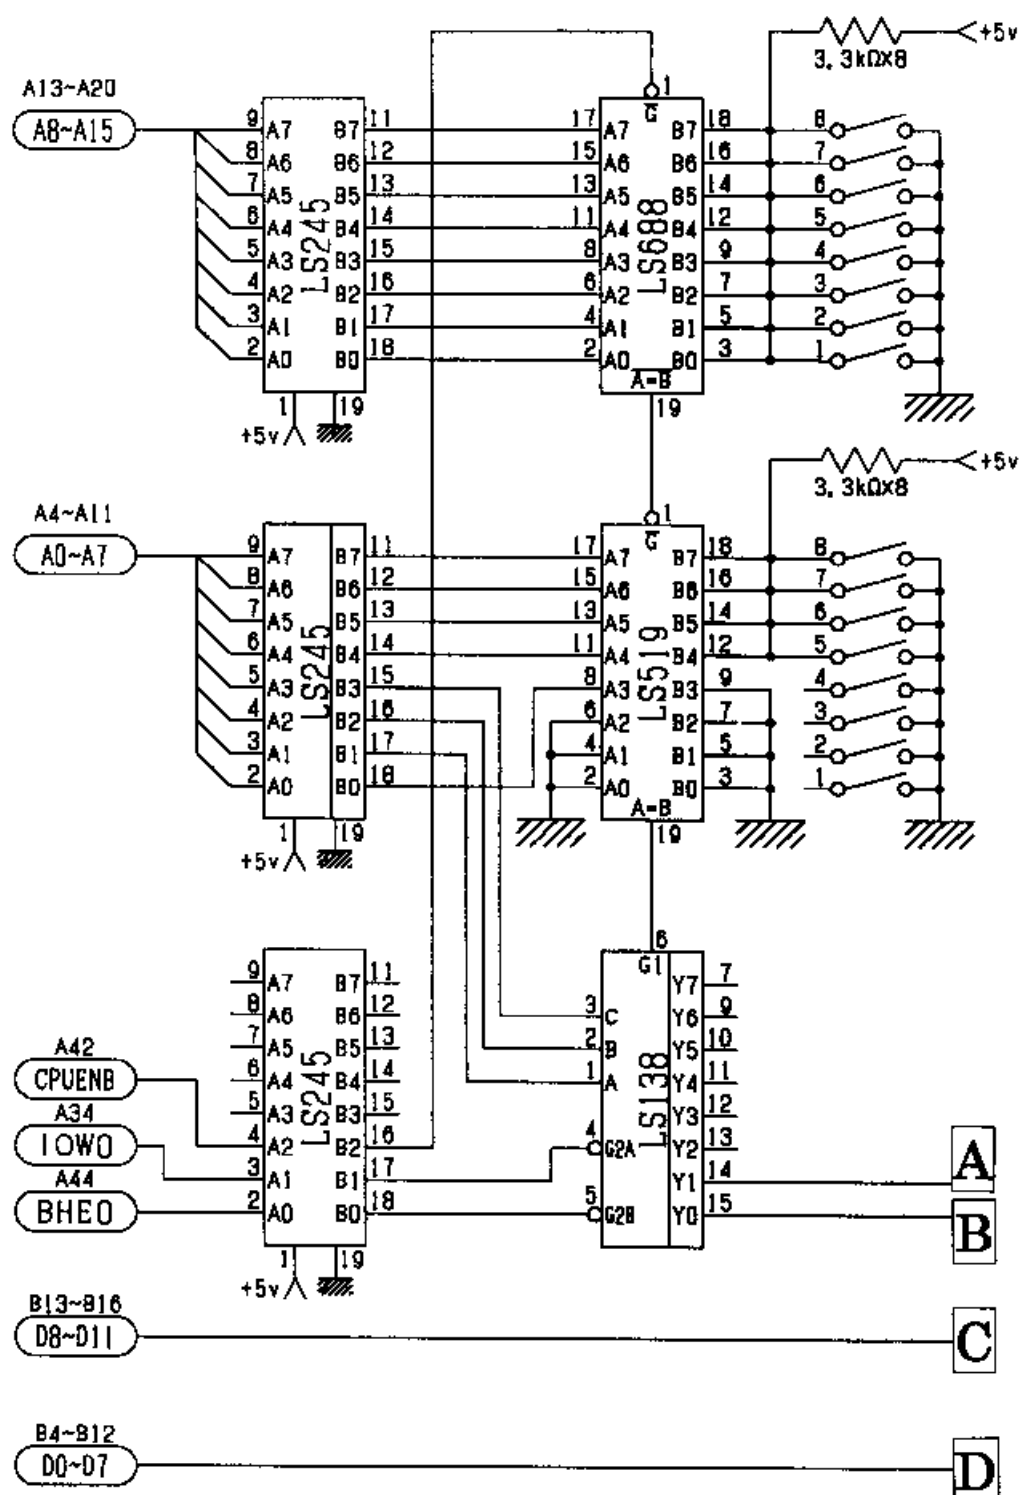 +5v
3.3kΩ×8
A13~A20
A8~A15
1
G
9 A7 B7 11
8 A6 B6 12
7 A5 B5 13
6 A4 B4 14
5 A3 B3 15
4 A2 B2 16
3 A1 B1 17
2 A0 B0 18
LS245
1 19
+5v
17 A7 B7 18 8
15 A6 B6 16 7
13 A5 B5 14 6
11 A4 B4 12 5
8 A3 B3 9 4
6 A2 B2 7 3
4 A1 B1 5 2
2 A0 B0 3 1
LS688
A=B
19
+5v
3.3kΩ×8
A4~A11
A0~A7
1
G
9 A7 B7 11
8 A6 B6 12
7 A5 B5 13
6 A4 B4 14
5 A3 B3 15
4 A2 B2 16
3 A1 B1 17
2 A0 B0 18
LS245
1 19
+5v
17 A7 B7 18 8
15 A6 B6 16 7
13 A5 B5 14 6
11 A4 B4 12 5
8 A3 B3 9 4
6 A2 B2 7 3
4 A1 B1 5 2
2 A0 B0 3 1
LS519
A=B
19
A42
CPUENB
A34
IOW0
A44
BHE0
9 A7 B7 11
8 A6 B6 12
7 A5 B5 13
6 A4 B4 14
5 A3 B3 15
4 A2 B2 16
3 A1 B1 17
2 A0 B0 18
LS245
1 19
+5v
6
G1
3 C
2 B
1 A
4 G2A
5 G2B
LS138
Y7 7
Y6 9
Y5 10
Y4 11
Y3 12
Y2 13
Y1 14
Y0 15
A
B
B13~B16
D8~D11
C
B4~B12
D0~D7
D